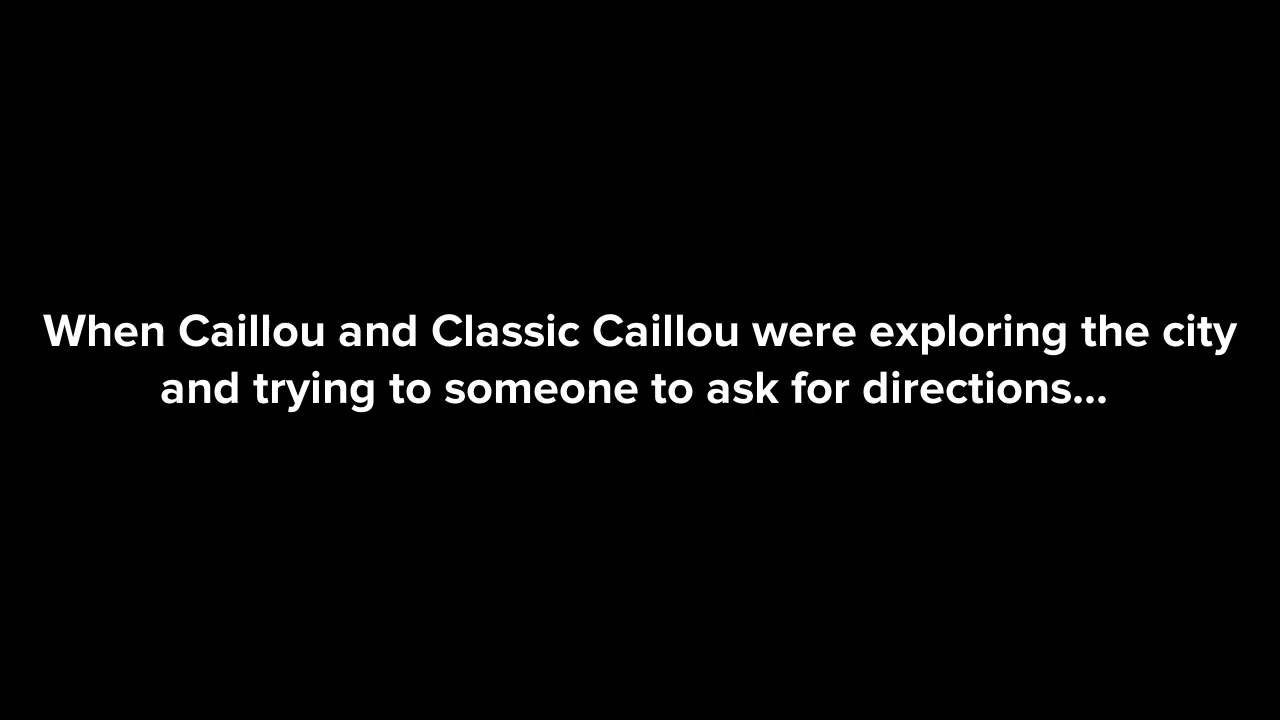 When Caillou and Classic Caillou were exploring the city
and trying to someone to ask for directions...